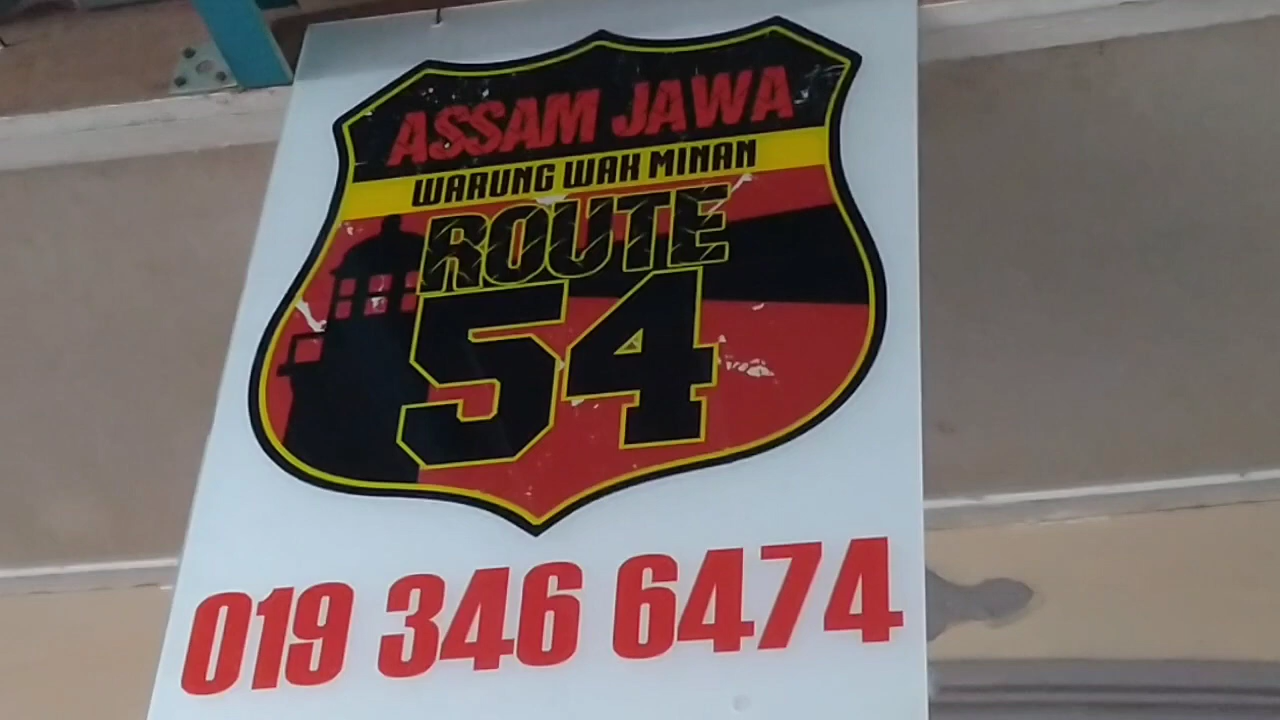 ASSAM JAWA
WARUNG WAK MINAN
ROUTE
54
019 346 6474